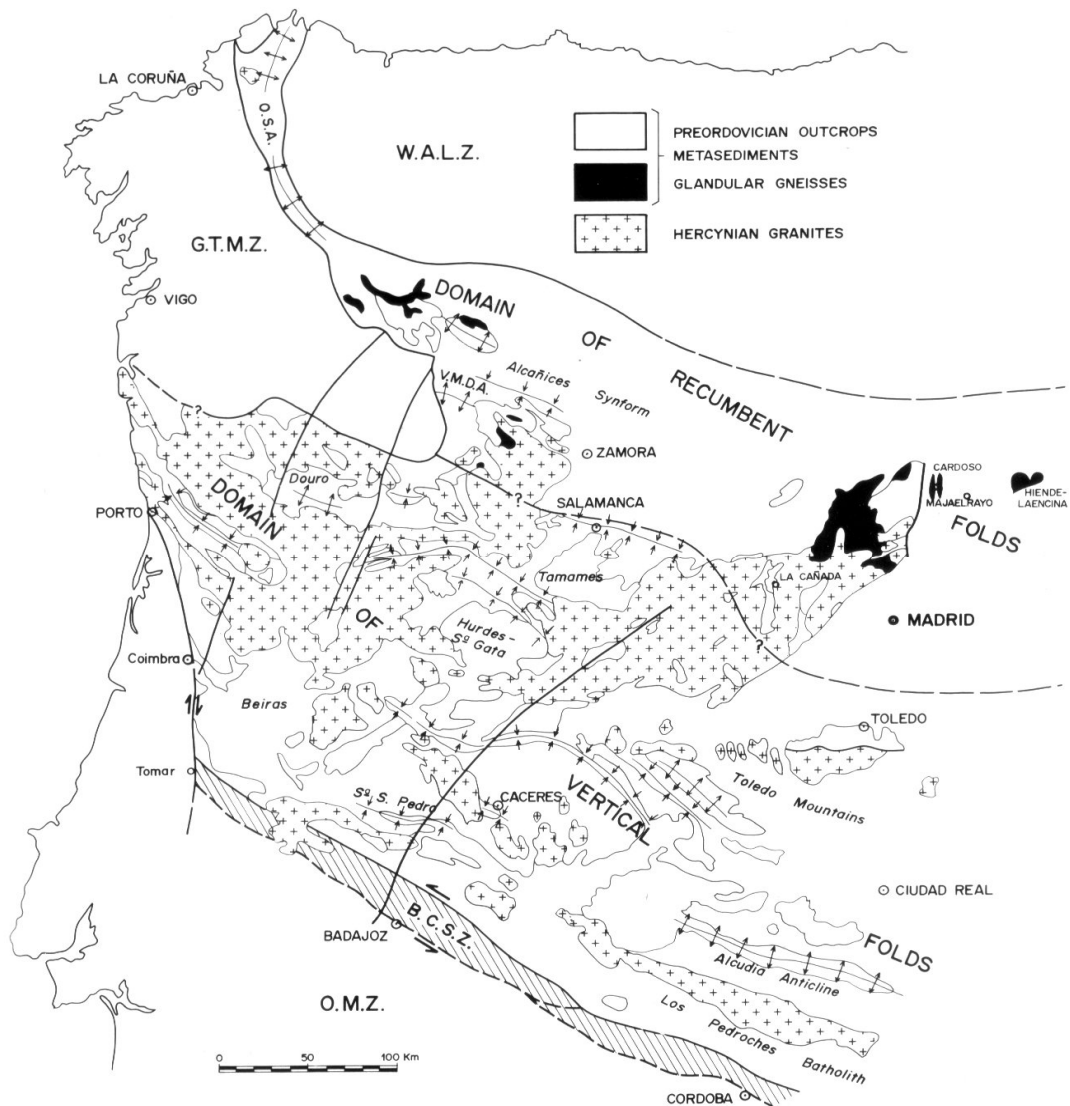 LA CORUÑA
O.S.A.
W.A.L.Z.
PREORDOVICIAN OUTCROPS
METASEDIMENTS
GLANDULAR GNEISSES
HERCYNIAN GRANITES
G.T.M.Z.
VIGO
DOMAIN
OF
RECUMBENT
FOLDS
V.M.D.A.
Alcañices
Synform
ZAMORA
?
Douro
?
SALAMANCA
CARDOSO
MAJAELRAYO
HIENDE-
LAENCINA
PORTO
DOMAIN
OF
VERTICAL
FOLDS
Tamames
LA CAÑADA
MADRID
Hurdes-
Sª Gata
?
Coimbra
Beiras
TOLEDO
Tomar
Toledo Mountains
Sª S. Pedro
CACERES
CIUDAD REAL
B.C.S.Z.
BADAJOZ
Alcudia Anticline
Los Pedroches Batholith
O.M.Z.
0 50 100 Km
CORDOBA